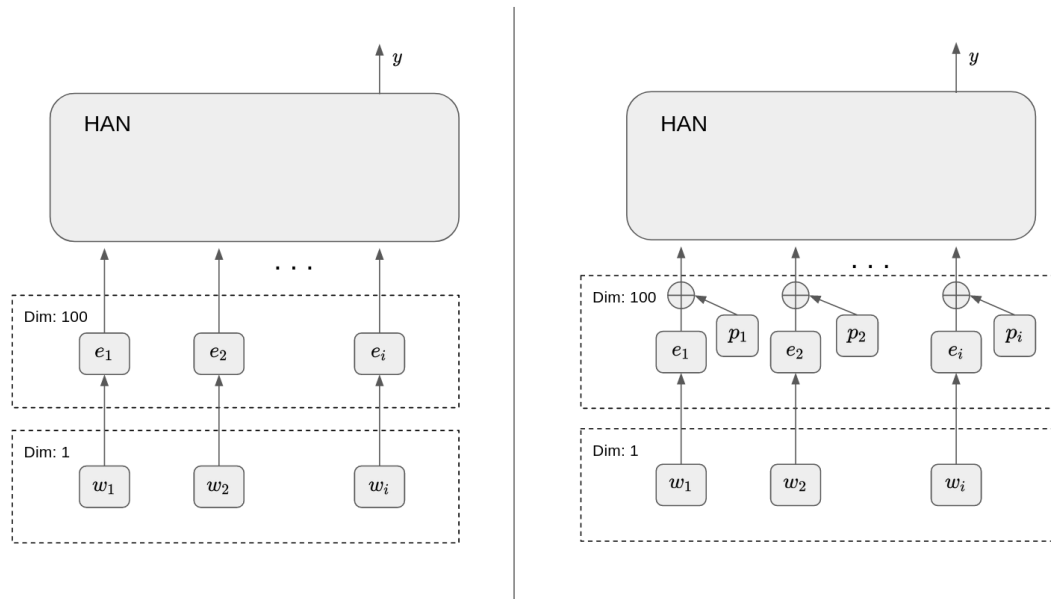 y
HAN
. . .
Dim: 100
e₁ e₂ eᵢ
Dim: 1
w₁ w₂ wᵢ
y
HAN
. . .
Dim: 100
p₁ p₂ pᵢ
e₁ e₂ eᵢ
Dim: 1
w₁ w₂ wᵢ